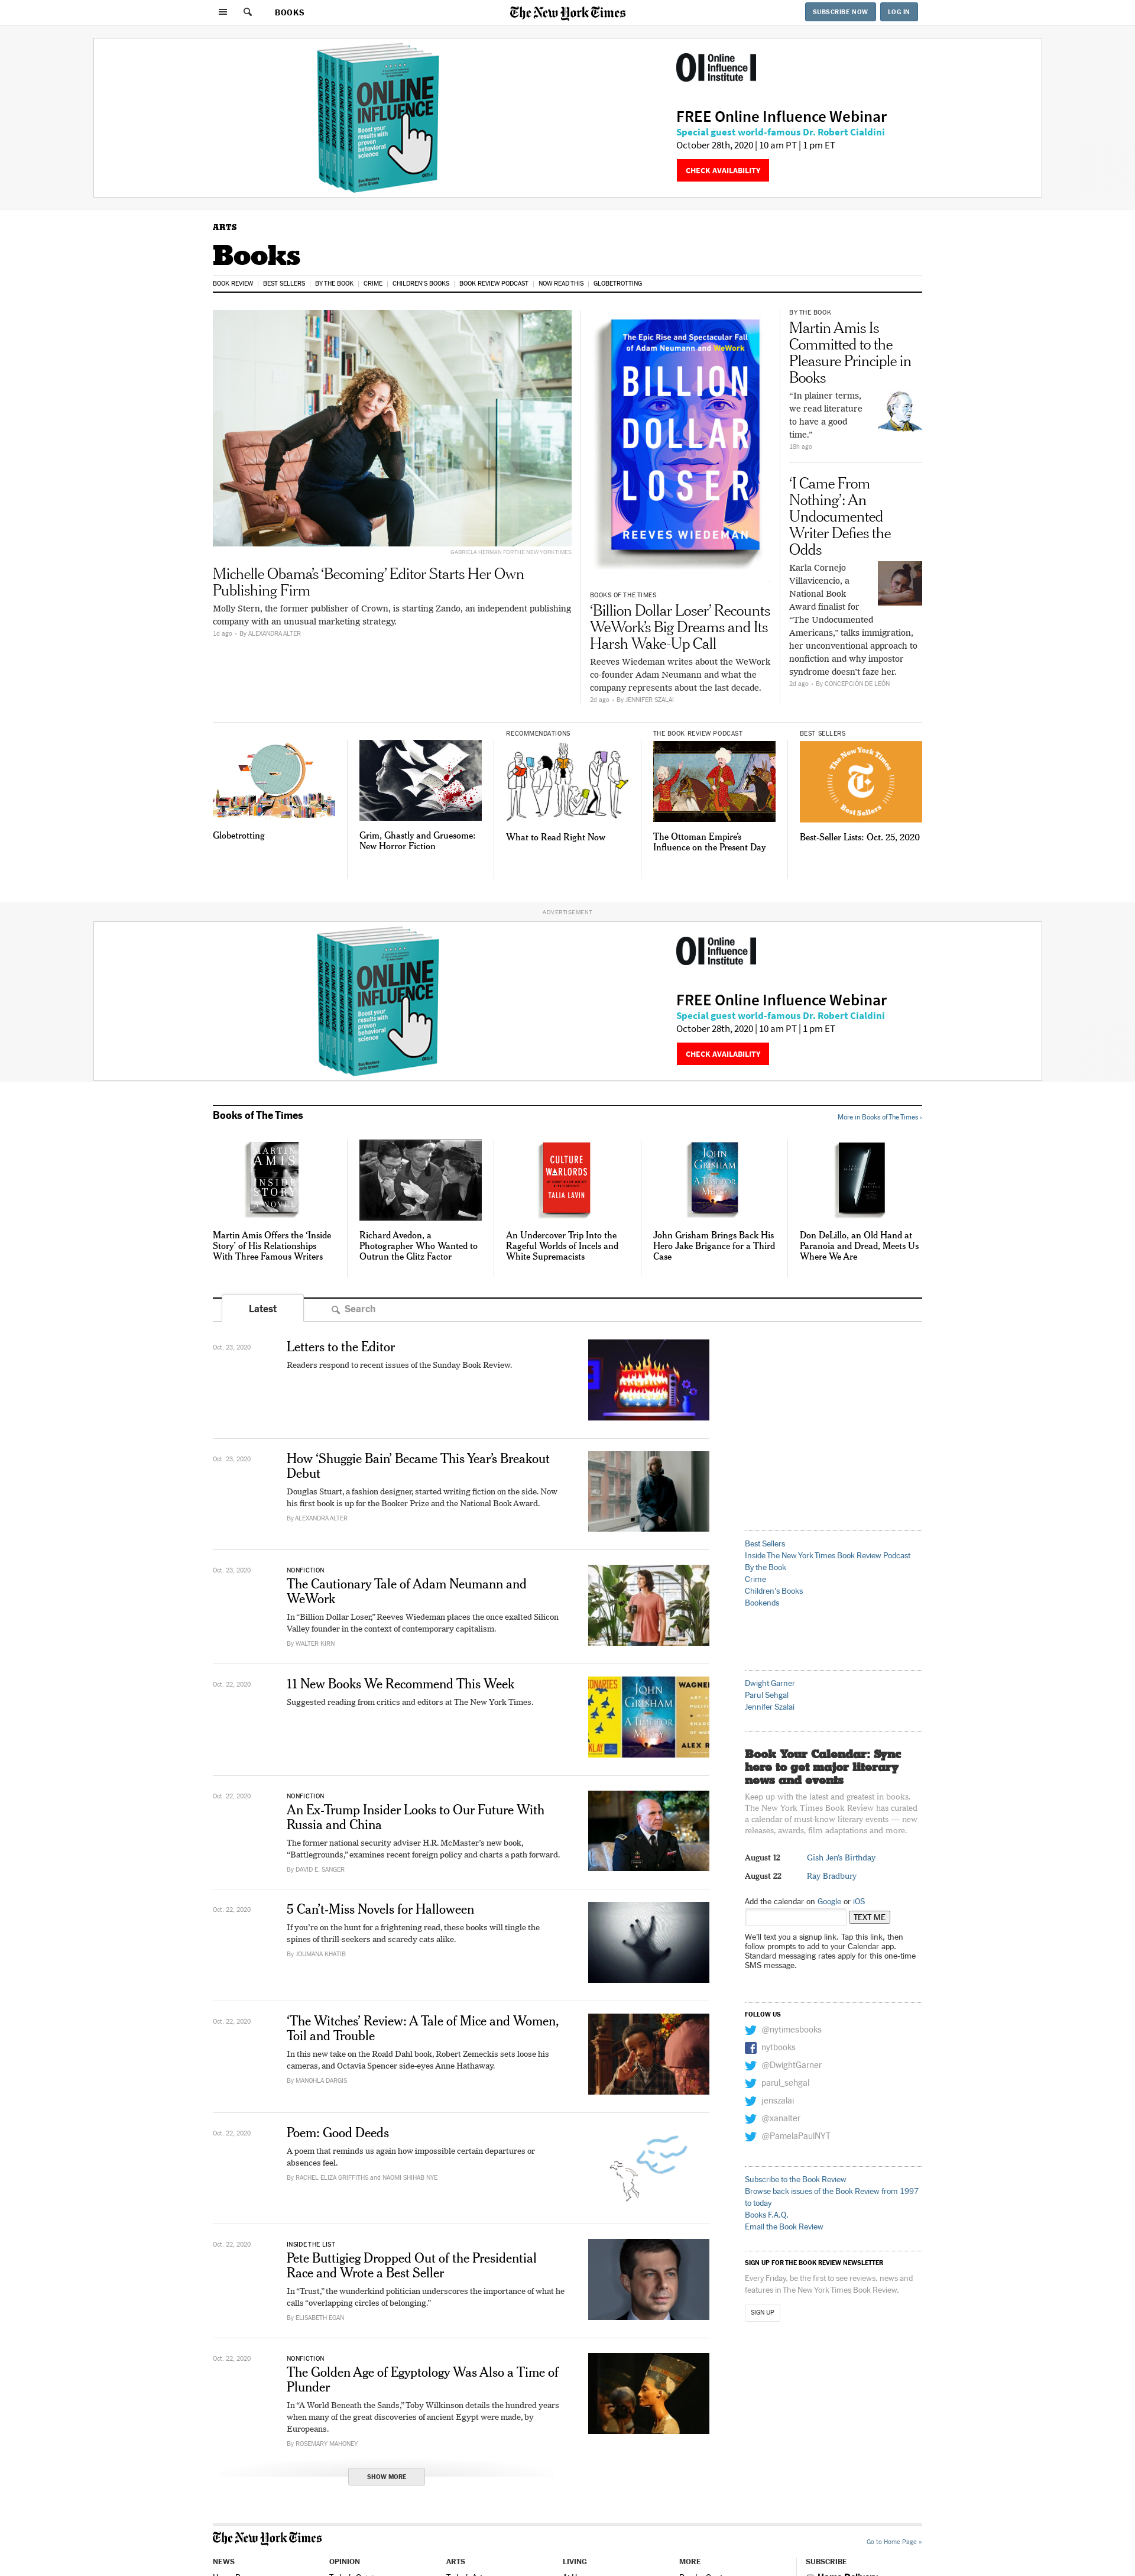 BOOKS
The New York Times
SUBSCRIBE NOW
LOG IN
ONLINE INFLUENCE
Boost your results with proven behavioral science
Online Influence Institute
FREE Online Influence Webinar
Special guest world-famous Dr. Robert Cialdini
October 28th, 2020 | 10 am PT | 1 pm ET
CHECK AVAILABILITY
ARTS
Books
BOOK REVIEW
BEST SELLERS
BY THE BOOK
CRIME
CHILDREN'S BOOKS
BOOK REVIEW PODCAST
NOW READ THIS
GLOBETROTTING
GABRIELA HERMAN FOR THE NEW YORK TIMES
Michelle Obama's 'Becoming' Editor Starts Her Own
Publishing Firm
Molly Stern, the former publisher of Crown, is starting Zando, an independent publishing
company with an unusual marketing strategy.
1d ago · By ALEXANDRA ALTER
The Epic Rise and Spectacular Fall
of Adam Neumann and WeWork
BILLION
DOLLAR
LOSER
REEVES WIEDEMAN
BOOKS OF THE TIMES
'Billion Dollar Loser' Recounts
WeWork's Big Dreams and Its
Harsh Wake-Up Call
Reeves Wiedeman writes about the WeWork
co-founder Adam Neumann and what the
company represents about the last decade.
2d ago · By JENNIFER SZALAI
BY THE BOOK
Martin Amis Is
Committed to the
Pleasure Principle in
Books
“In plainer terms,
we read literature
to have a good
time.”
18h ago
'I Came From
Nothing': An
Undocumented
Writer Defies the
Odds
Karla Cornejo
Villavicencio, a
National Book
Award finalist for
“The Undocumented
Americans,” talks immigration,
her unconventional approach to
nonfiction and why impostor
syndrome doesn't faze her.
2d ago · By CONCEPCIÓN DE LEÓN
Globetrotting
Grim, Ghastly and Gruesome:
New Horror Fiction
RECOMMENDATIONS
What to Read Right Now
THE BOOK REVIEW PODCAST
The Ottoman Empire's
Influence on the Present Day
BEST SELLERS
The New York Times
Best Sellers
Best-Seller Lists: Oct. 25, 2020
ADVERTISEMENT
ONLINE INFLUENCE
Boost your results with proven behavioral science
Online Influence Institute
FREE Online Influence Webinar
Special guest world-famous Dr. Robert Cialdini
October 28th, 2020 | 10 am PT | 1 pm ET
CHECK AVAILABILITY
Books of The Times
More in Books of The Times ›
MARTIN AMIS
INSIDE STORY
Martin Amis Offers the 'Inside
Story' of His Relationships
With Three Famous Writers
Richard Avedon, a
Photographer Who Wanted to
Outrun the Glitz Factor
CULTURE WARLORDS
TALIA LAVIN
An Undercover Trip Into the
Rageful Worlds of Incels and
White Supremacists
JOHN GRISHAM
A TIME FOR MERCY
John Grisham Brings Back His
Hero Jake Brigance for a Third
Case
Don DeLillo, an Old Hand at
Paranoia and Dread, Meets Us
Where We Are
Latest
Search
Oct. 23, 2020
Letters to the Editor
Readers respond to recent issues of the Sunday Book Review.
Oct. 23, 2020
How 'Shuggie Bain' Became This Year's Breakout
Debut
Douglas Stuart, a fashion designer, started writing fiction on the side. Now
his first book is up for the Booker Prize and the National Book Award.
By ALEXANDRA ALTER
Oct. 23, 2020
NONFICTION
The Cautionary Tale of Adam Neumann and
WeWork
In “Billion Dollar Loser,” Reeves Wiedeman places the once exalted Silicon
Valley founder in the context of contemporary capitalism.
By WALTER KIRN
Oct. 22, 2020
11 New Books We Recommend This Week
Suggested reading from critics and editors at The New York Times.
JOHN GRISHAM
A TIME FOR MERCY
WAGNER
ALEX R
Oct. 22, 2020
NONFICTION
An Ex-Trump Insider Looks to Our Future With
Russia and China
The former national security adviser H.R. McMaster's new book,
“Battlegrounds,” examines recent foreign policy and charts a path forward.
By DAVID E. SANGER
Oct. 22, 2020
5 Can't-Miss Novels for Halloween
If you're on the hunt for a frightening read, these books will tingle the
spines of thrill-seekers and scaredy cats alike.
By JOUMANA KHATIB
Oct. 22, 2020
'The Witches' Review: A Tale of Mice and Women,
Toil and Trouble
In this new take on the Roald Dahl book, Robert Zemeckis sets loose his
cameras, and Octavia Spencer side-eyes Anne Hathaway.
By MANOHLA DARGIS
Oct. 22, 2020
Poem: Good Deeds
A poem that reminds us again how impossible certain departures or
absences feel.
By RACHEL ELIZA GRIFFITHS and NAOMI SHIHAB NYE
Oct. 22, 2020
INSIDE THE LIST
Pete Buttigieg Dropped Out of the Presidential
Race and Wrote a Best Seller
In “Trust,” the wunderkind politician underscores the importance of what he
calls “overlapping circles of belonging.”
By ELISABETH EGAN
Oct. 22, 2020
NONFICTION
The Golden Age of Egyptology Was Also a Time of
Plunder
In “A World Beneath the Sands,” Toby Wilkinson details the hundred years
when many of the great discoveries of ancient Egypt were made, by
Europeans.
By ROSEMARY MAHONEY
SHOW MORE
Best Sellers
Inside The New York Times Book Review Podcast
By the Book
Crime
Children's Books
Bookends
Dwight Garner
Parul Sehgal
Jennifer Szalai
Book Your Calendar: Sync
here to get major literary
news and events
Keep up with the latest and greatest in books.
The New York Times Book Review has curated
a calendar of must-know literary events — new
releases, awards, film adaptations and more.
August 12 Gish Jen's Birthday
August 22 Ray Bradbury
Add the calendar on Google or iOS
TEXT ME
We'll text you a signup link. Tap this link, then
follow prompts to add to your Calendar app.
Standard messaging rates apply for this one-time
SMS message.
FOLLOW US
@nytimesbooks
nytbooks
@DwightGarner
parul_sehgal
jenszalai
@xanalter
@PamelaPaulNYT
Subscribe to the Book Review
Browse back issues of the Book Review from 1997
to today
Books F.A.Q.
Email the Book Review
SIGN UP FOR THE BOOK REVIEW NEWSLETTER
Every Friday, be the first to see reviews, news and
features in The New York Times Book Review.
SIGN UP
The New York Times
Go to Home Page »
NEWS
OPINION
ARTS
LIVING
MORE
SUBSCRIBE